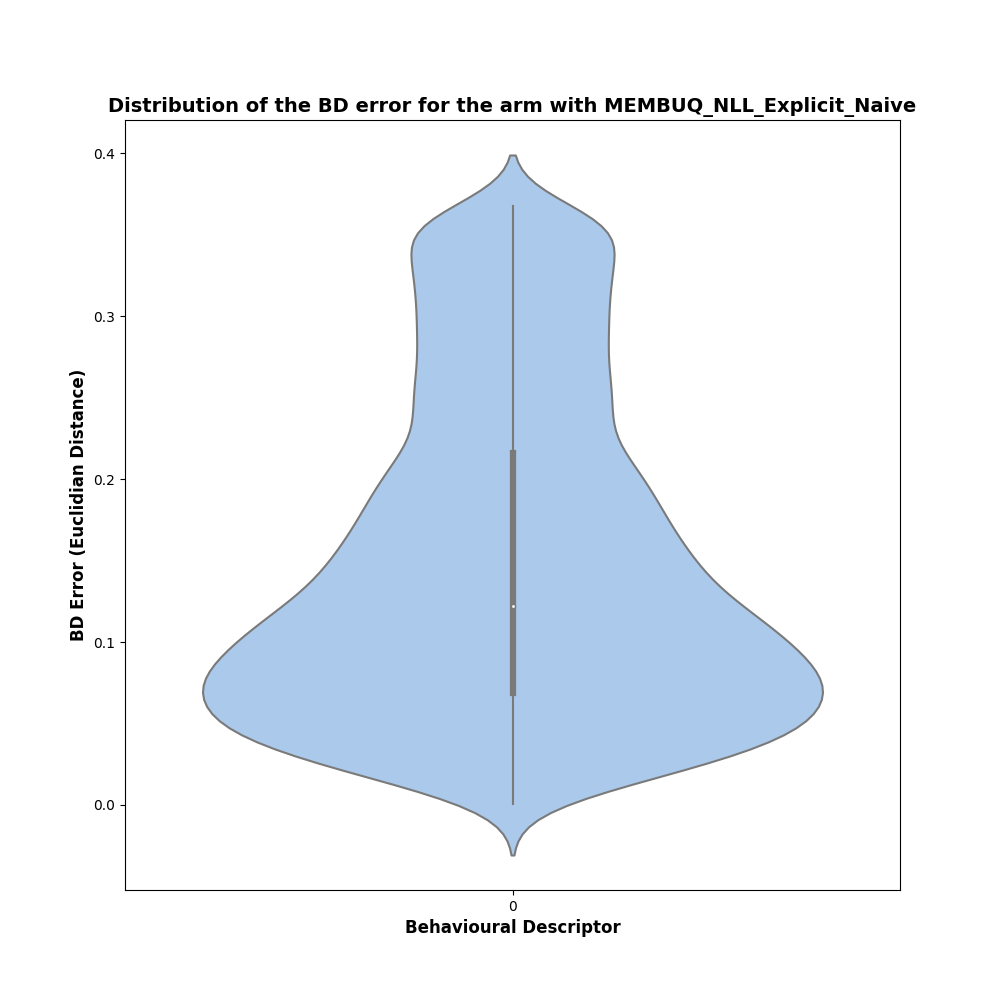 Distribution of the BD error for the arm with MEMBUQ_NLL_Explicit_Naive
0.4
0.3
0.2
0.1
0.0
BD Error (Euclidian Distance)
0
Behavioural Descriptor